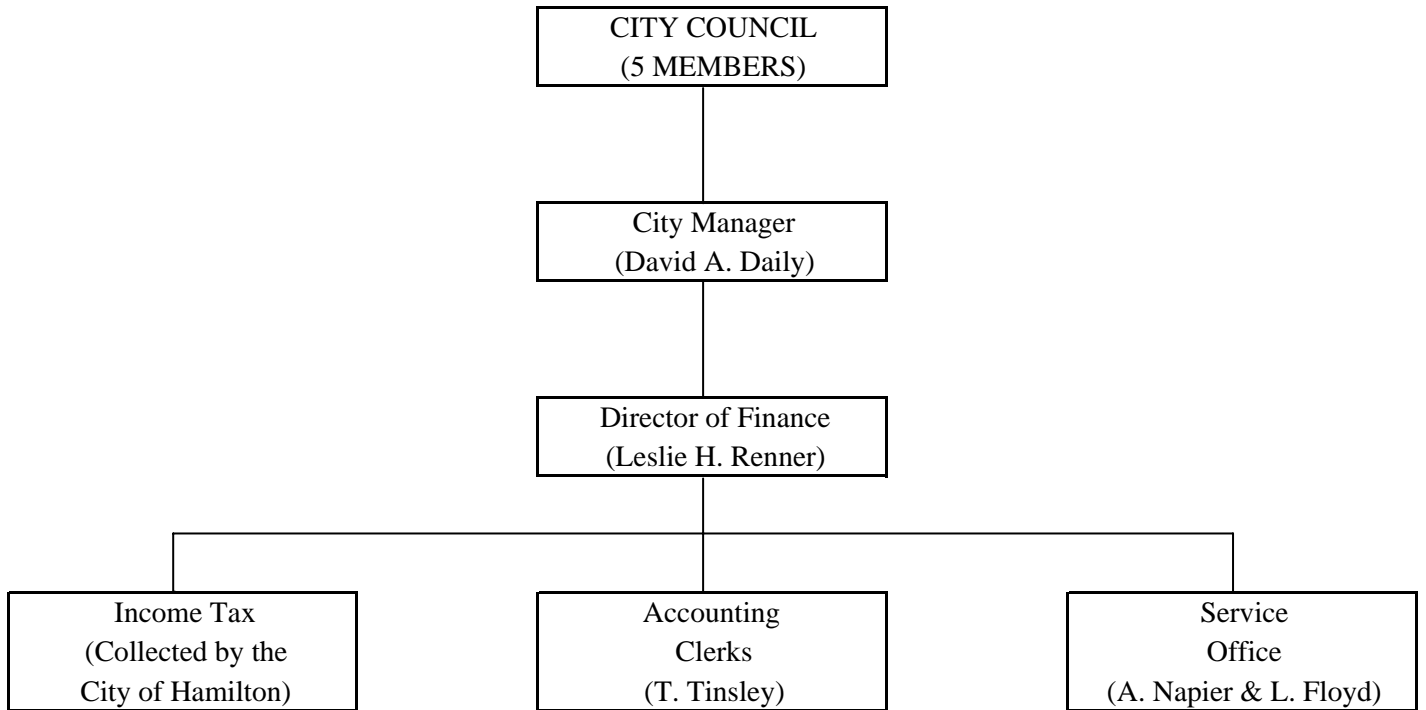 CITY COUNCIL
(5 MEMBERS)
City Manager
(David A. Daily)
Director of Finance
(Leslie H. Renner)
Income Tax
(Collected by the
City of Hamilton)
Accounting
Clerks
(T. Tinsley)
Service
Office
(A. Napier & L. Floyd)